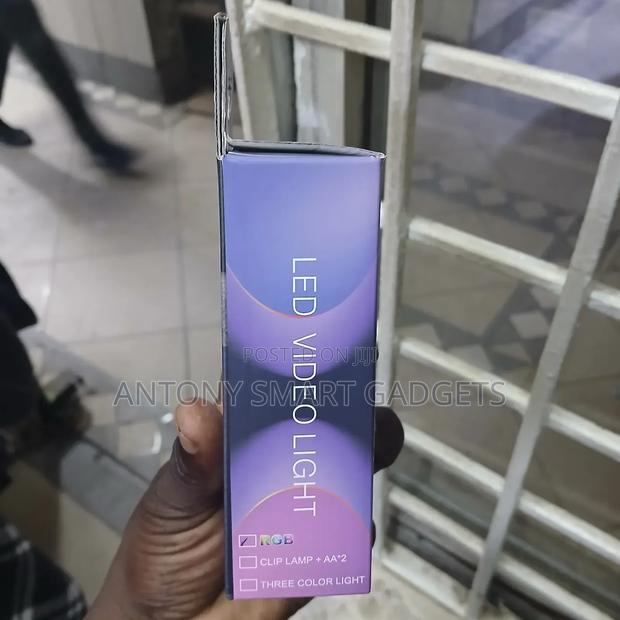 LED VIDEO LIGHT
POSTED ON JIJI
ANTONY SMART GADGETS
RGB
CLIP LAMP + AA*2
THREE COLOR LIGHT